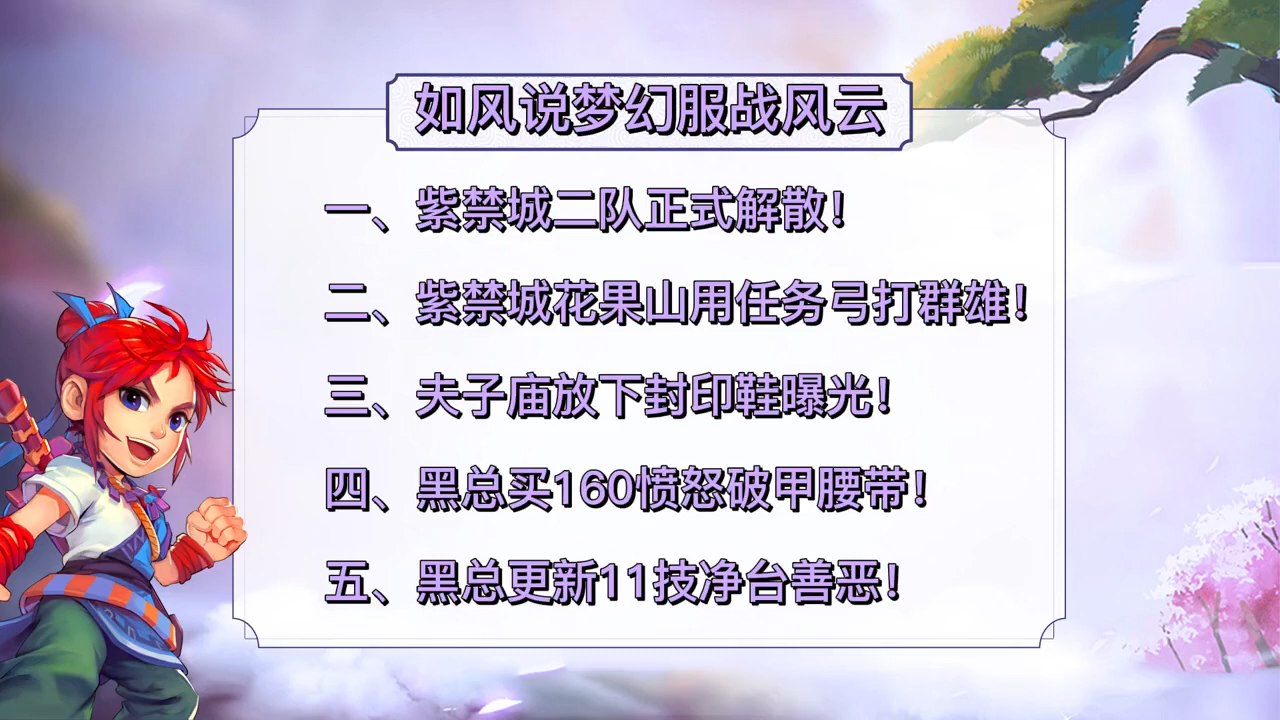 如风说梦幻服战风云
一、紫禁城二队正式解散！
二、紫禁城花果山用任务弓打群雄！
三、夫子庙放下封印鞋曝光！
四、黑总买160愤怒破甲腰带！
五、黑总更新11技净台善恶！